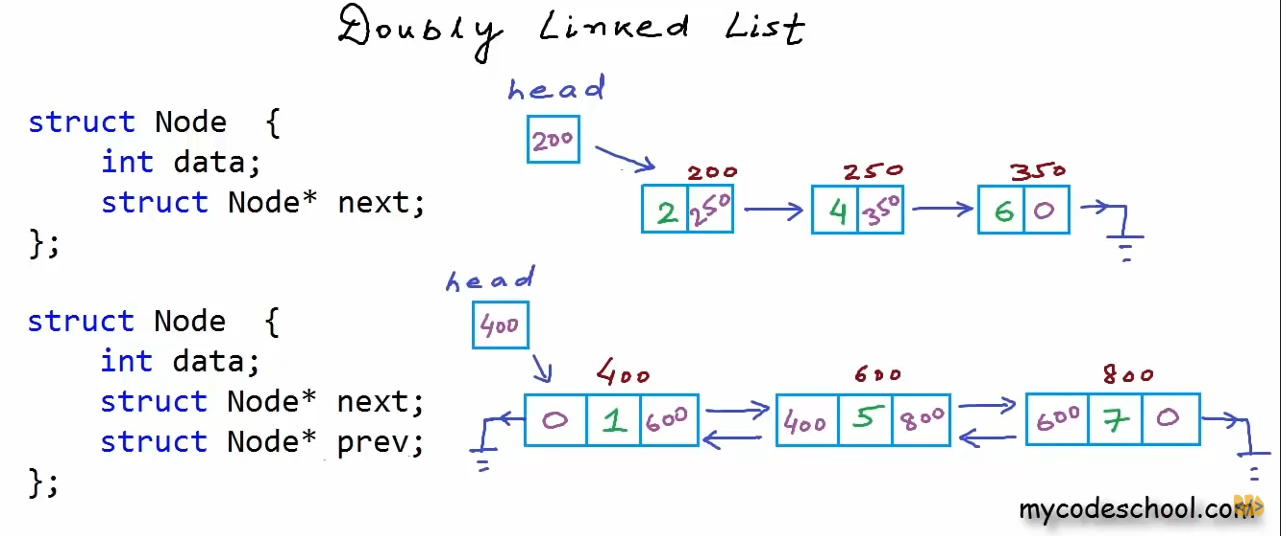 Doubly Linked List
struct Node {
int data;
struct Node* next;
};
head
200
200 250 350
2 250 4 350 6 0
struct Node {
int data;
struct Node* next;
struct Node* prev;
};
head
400
400 600 800
0 1 600 400 5 800 600 7 0
mycodeschool.com